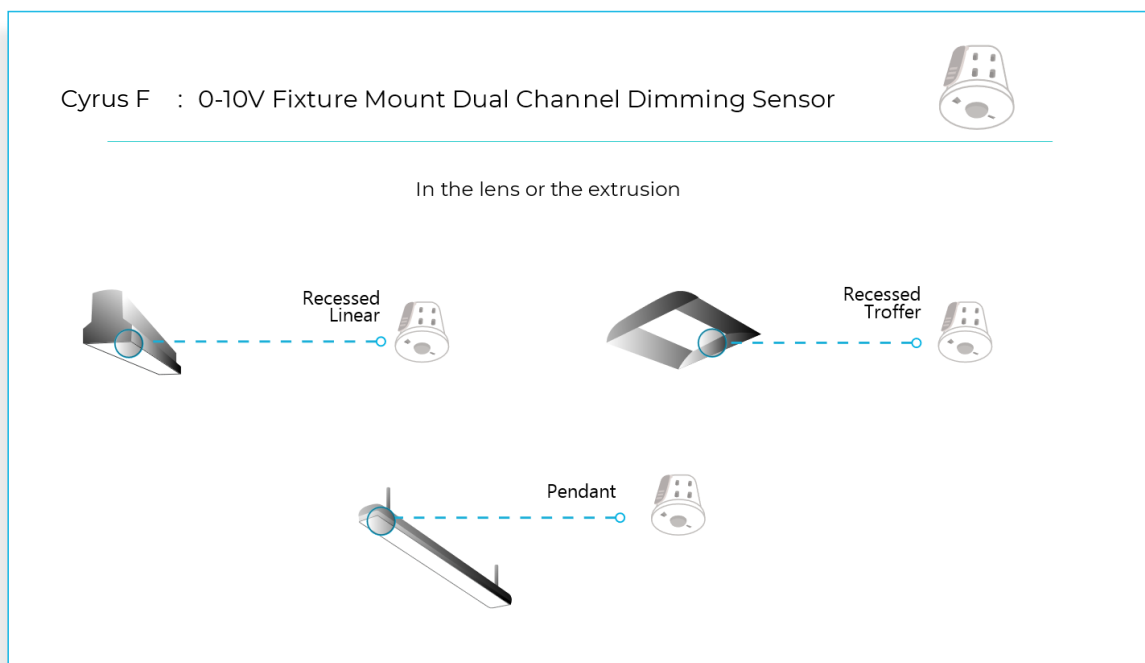 Cyrus F : 0-10V Fixture Mount Dual Channel Dimming Sensor
In the lens or the extrusion
Recessed
Linear
Recessed
Troffer
Pendant